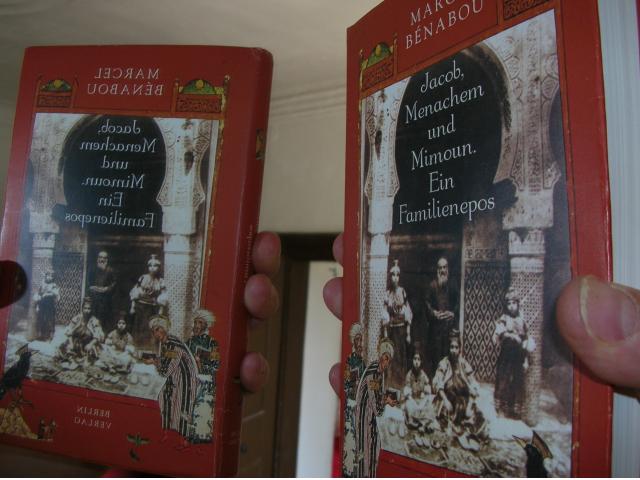 MARCEL
BÉNABOU
Jacob,
Menachem
und
Mimoun.
Ein
Familienepos
BERLIN
VERLAG
MARCEL
BÉNABOU
Jacob,
Menachem
und
Mimoun.
Ein
Familienepos